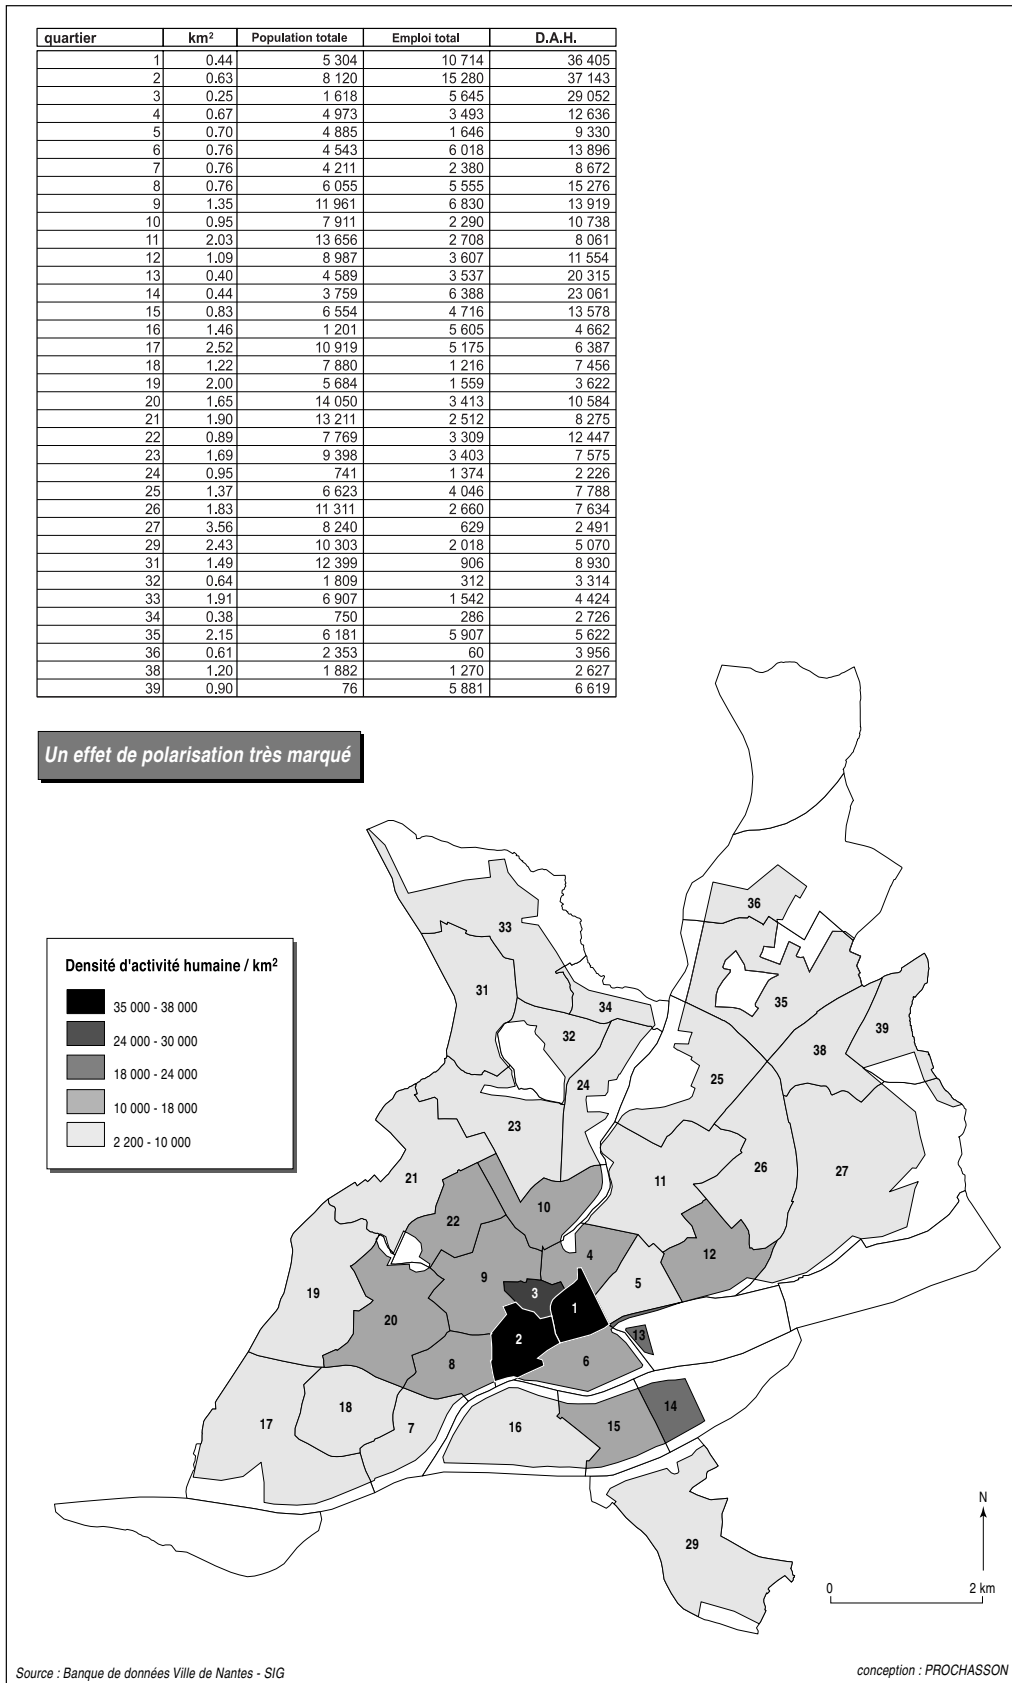 quartier km² Population totale Emploi total D.A.H.
1 0.44 5 304 10 714 36 405
2 0.63 8 120 15 280 37 143
3 0.25 1 618 5 645 29 052
4 0.67 4 973 3 493 12 636
5 0.70 4 885 1 646 9 330
6 0.76 4 543 6 018 13 896
7 0.76 4 211 2 380 8 672
8 0.76 6 055 5 555 15 276
9 1.35 11 961 6 830 13 919
10 0.95 7 911 2 290 10 738
11 2.03 13 656 2 708 8 061
12 1.09 8 987 3 607 11 554
13 0.40 4 589 3 537 20 315
14 0.44 3 759 6 388 23 061
15 0.83 6 554 4 716 13 578
16 1.46 1 201 5 605 4 662
17 2.52 10 919 5 175 6 387
18 1.22 7 880 1 216 7 456
19 2.00 5 684 1 559 3 622
20 1.65 14 050 3 413 10 584
21 1.90 13 211 2 512 8 275
22 0.89 7 769 3 309 12 447
23 1.69 9 398 3 403 7 575
24 0.95 741 1 374 2 226
25 1.37 6 623 4 046 7 788
26 1.83 11 311 2 660 7 634
27 3.56 8 240 629 2 491
29 2.43 10 303 2 018 5 070
31 1.49 12 399 906 8 930
32 0.64 1 809 312 3 314
33 1.91 6 907 1 542 4 424
34 0.38 750 286 2 726
35 2.15 6 181 5 907 5 622
36 0.61 2 353 60 3 956
38 1.20 1 882 1 270 2 627
39 0.90 76 5 881 6 619
Un effet de polarisation très marqué
Densité d'activité humaine / km²
35 000 - 38 000
24 000 - 30 000
18 000 - 24 000
10 000 - 18 000
2 200 - 10 000
36
33
31
35
34
39
32
38
24
25
23
21
11
26
27
10
22
4
12
9
5
19
3
1
20
2
13
8
6
18
14
17
7
16
15
29
N
0 2 km
Source : Banque de données Ville de Nantes - SIG
conception : PROCHASSON